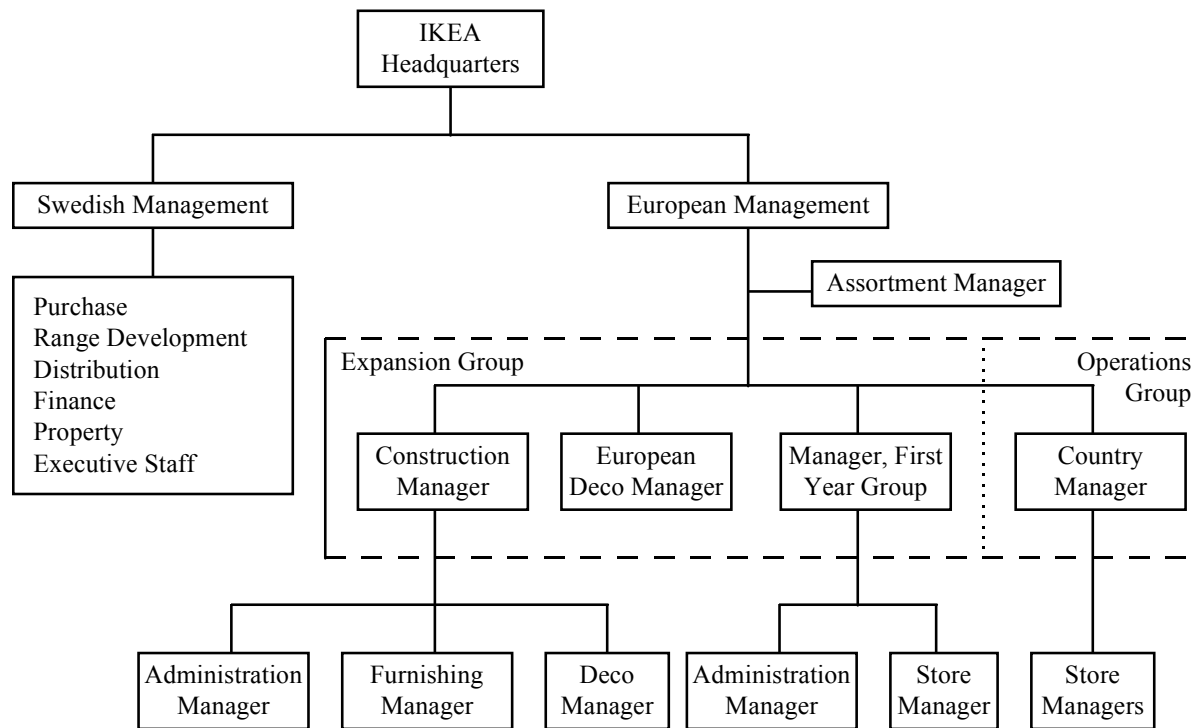 IKEA
Headquarters
Swedish Management
European Management
Assortment Manager
Purchase
Range Development
Distribution
Finance
Property
Executive Staff
Expansion Group
Operations
Group
Construction
Manager
European
Deco Manager
Manager, First
Year Group
Country
Manager
Administration
Manager
Furnishing
Manager
Deco
Manager
Administration
Manager
Store
Manager
Store
Managers